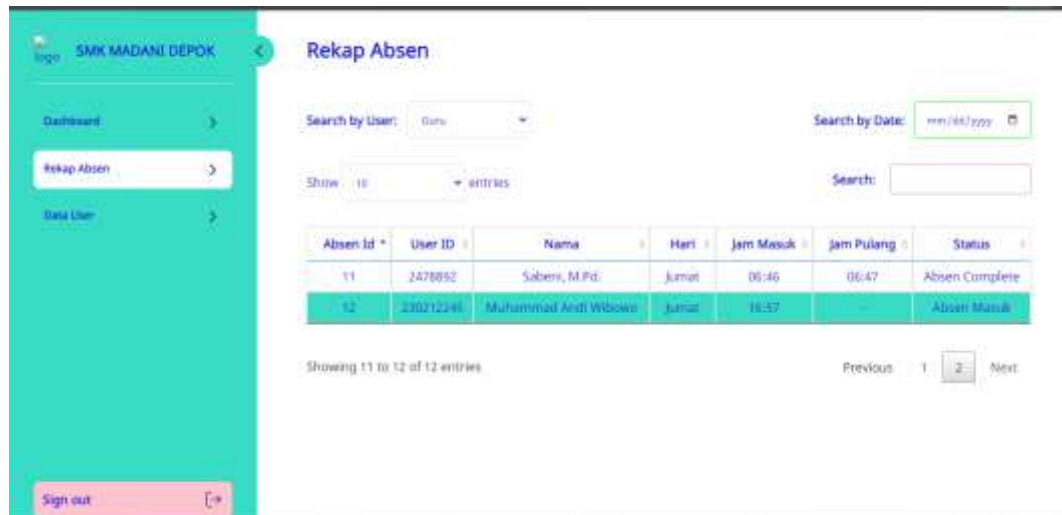 logo SMK MADANI DEPOK
Rekap Absen
Dashboard
Rekap Absen
Data User
Sign out
Search by User: Guru
Search by Date: mm/dd/yyyy
Show 10 entries
Search:
Absen Id User ID Nama Hari Jam Masuk Jam Pulang Status
11 2478892 Sabeni, M.Pd. Jumat 06:46 06:47 Absen Complete
12 Muhammad Andi Wibowo Jumat 16:57 - Absen Masuk
Showing 11 to 12 of 12 entries
Previous 1 2 Next